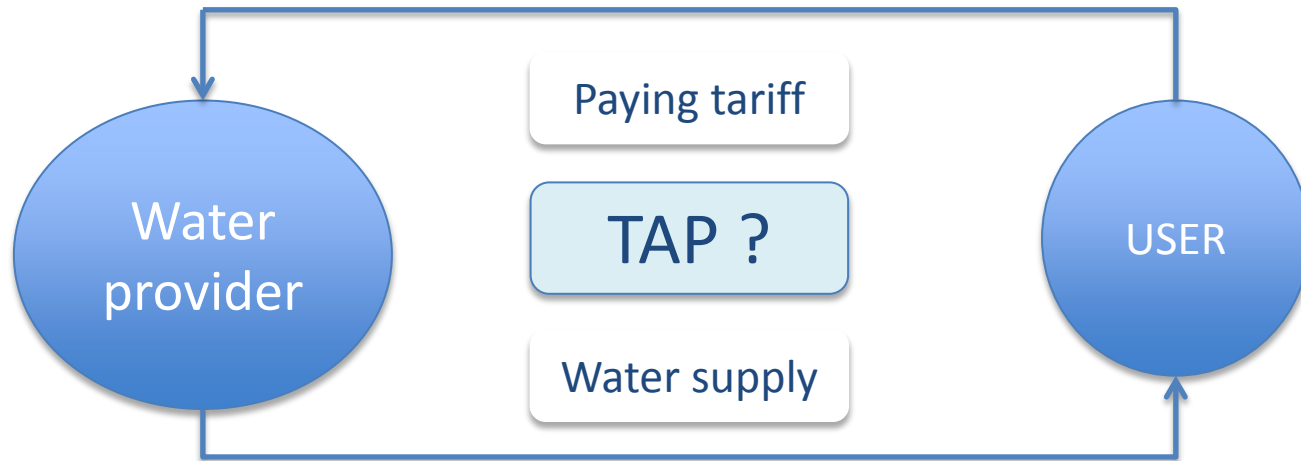 Paying tariff
Water
provider
TAP ?
USER
Water supply